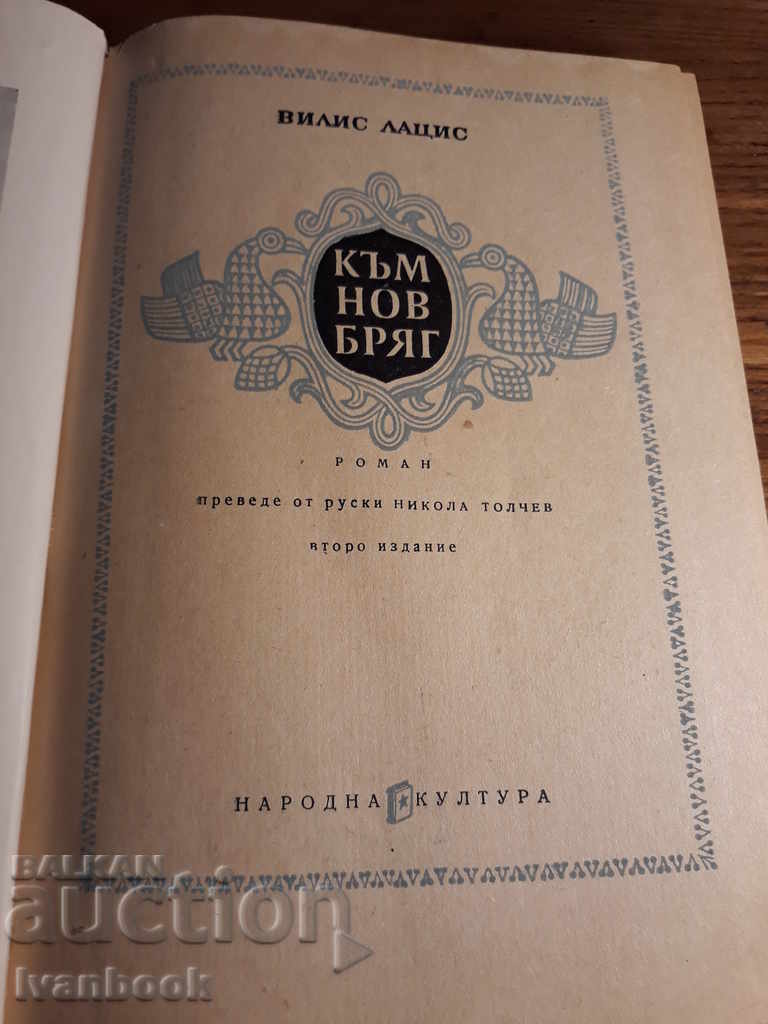 ВИЛИС ЛАЦИС
КЪМ
НОВ
БРЯГ
РОМАН
преведе от руски НИКОЛА ТОЛЧЕВ
второ издание
НАРОДНА КУЛТУРА
BALKAN
auction
Ivanbook